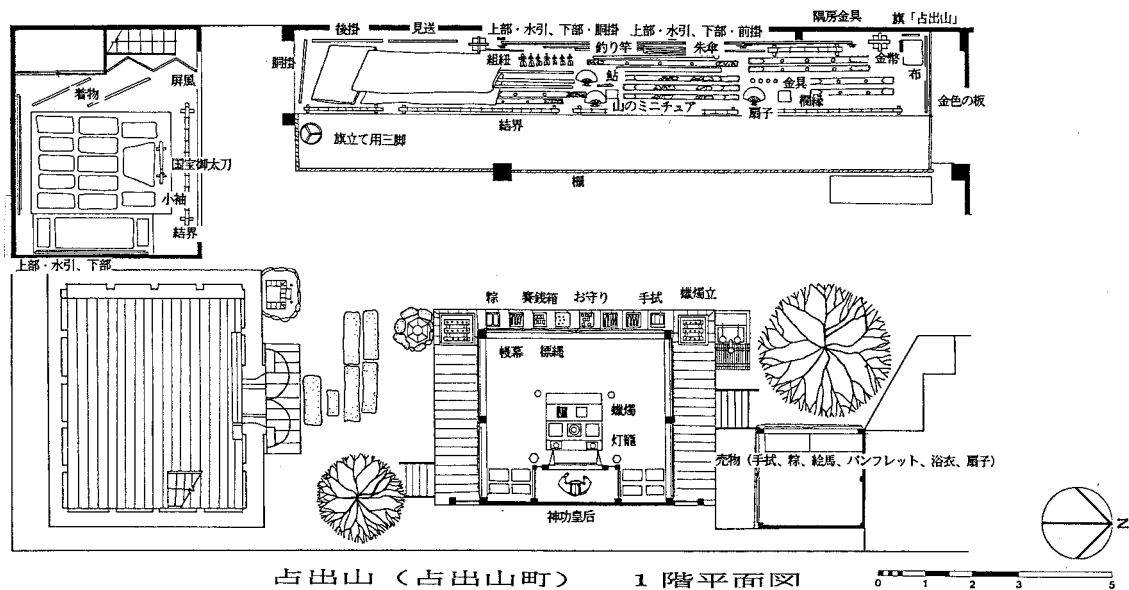 後掛
見送
上部・水引、下部・胴掛
上部・水引、下部・前掛
隅房金具
旗「占出山」
胴掛
組紐
釣り竿
朱傘
金幣
布
鮎
金具
欄縁
山のミニチュア
扇子
金色の板
結界
旗立て用三脚
棚
屏風
着物
国宝御太刀
小袖
結界
上部・水引、下部
粽
賽銭箱
お守り
手拭
蠟燭立
幔幕
標縄
蠟燭
灯籠
神功皇后
売物(手拭、粽、絵馬、パンフレット、浴衣、扇子)
N
占出山(占出山町) 1階平面図
0 1 2 3 5